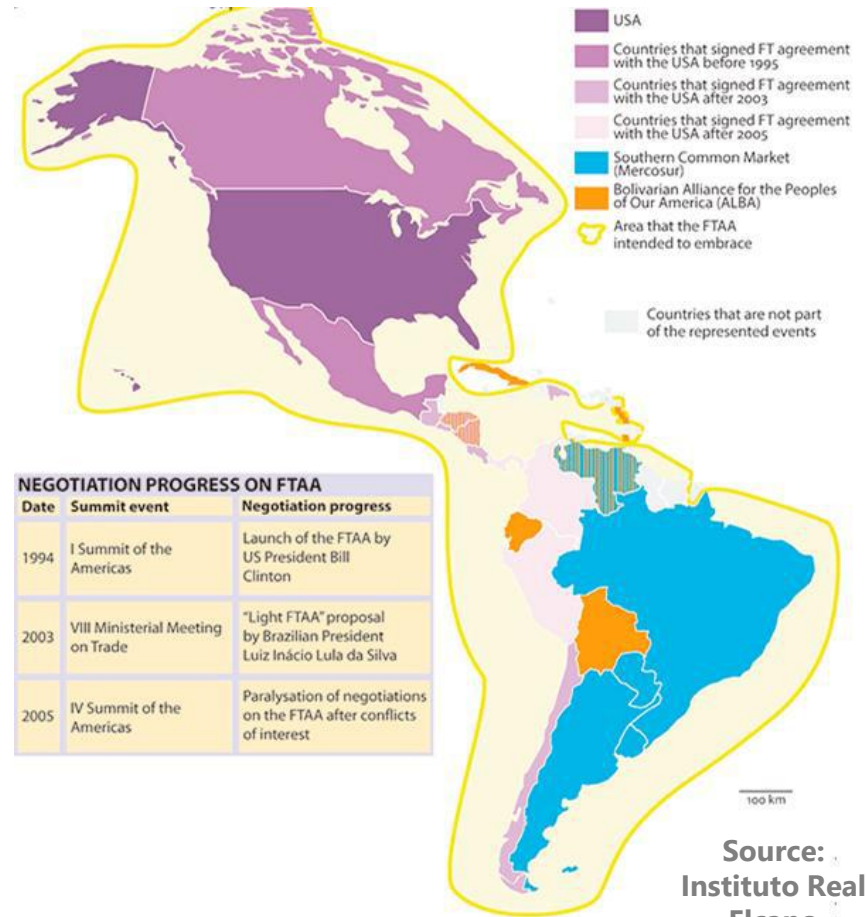 USA
Countries that signed FT agreement
with the USA before 1995
Countries that signed FT agreement
with the USA after 2003
Countries that signed FT agreement
with the USA after 2005
Southern Common Market
(Mercosur)
Bolivarian Alliance for the Peoples
of Our America (ALBA)
Area that the FTAA
intended to embrace
Countries that are not part
of the represented events
NEGOTIATION PROGRESS ON FTAA
Date Summit event Negotiation progress
1994
I Summit of the
Americas
Launch of the FTAA by
US President Bill
Clinton
2003
VIII Ministerial Meeting
on Trade
"Light FTAA" proposal
by Brazilian President
Luiz Inácio Lula da Silva
2005
IV Summit of the
Americas
Paralysation of negotiations
on the FTAA after conflicts
of interest
100 km
Source:
Instituto Real